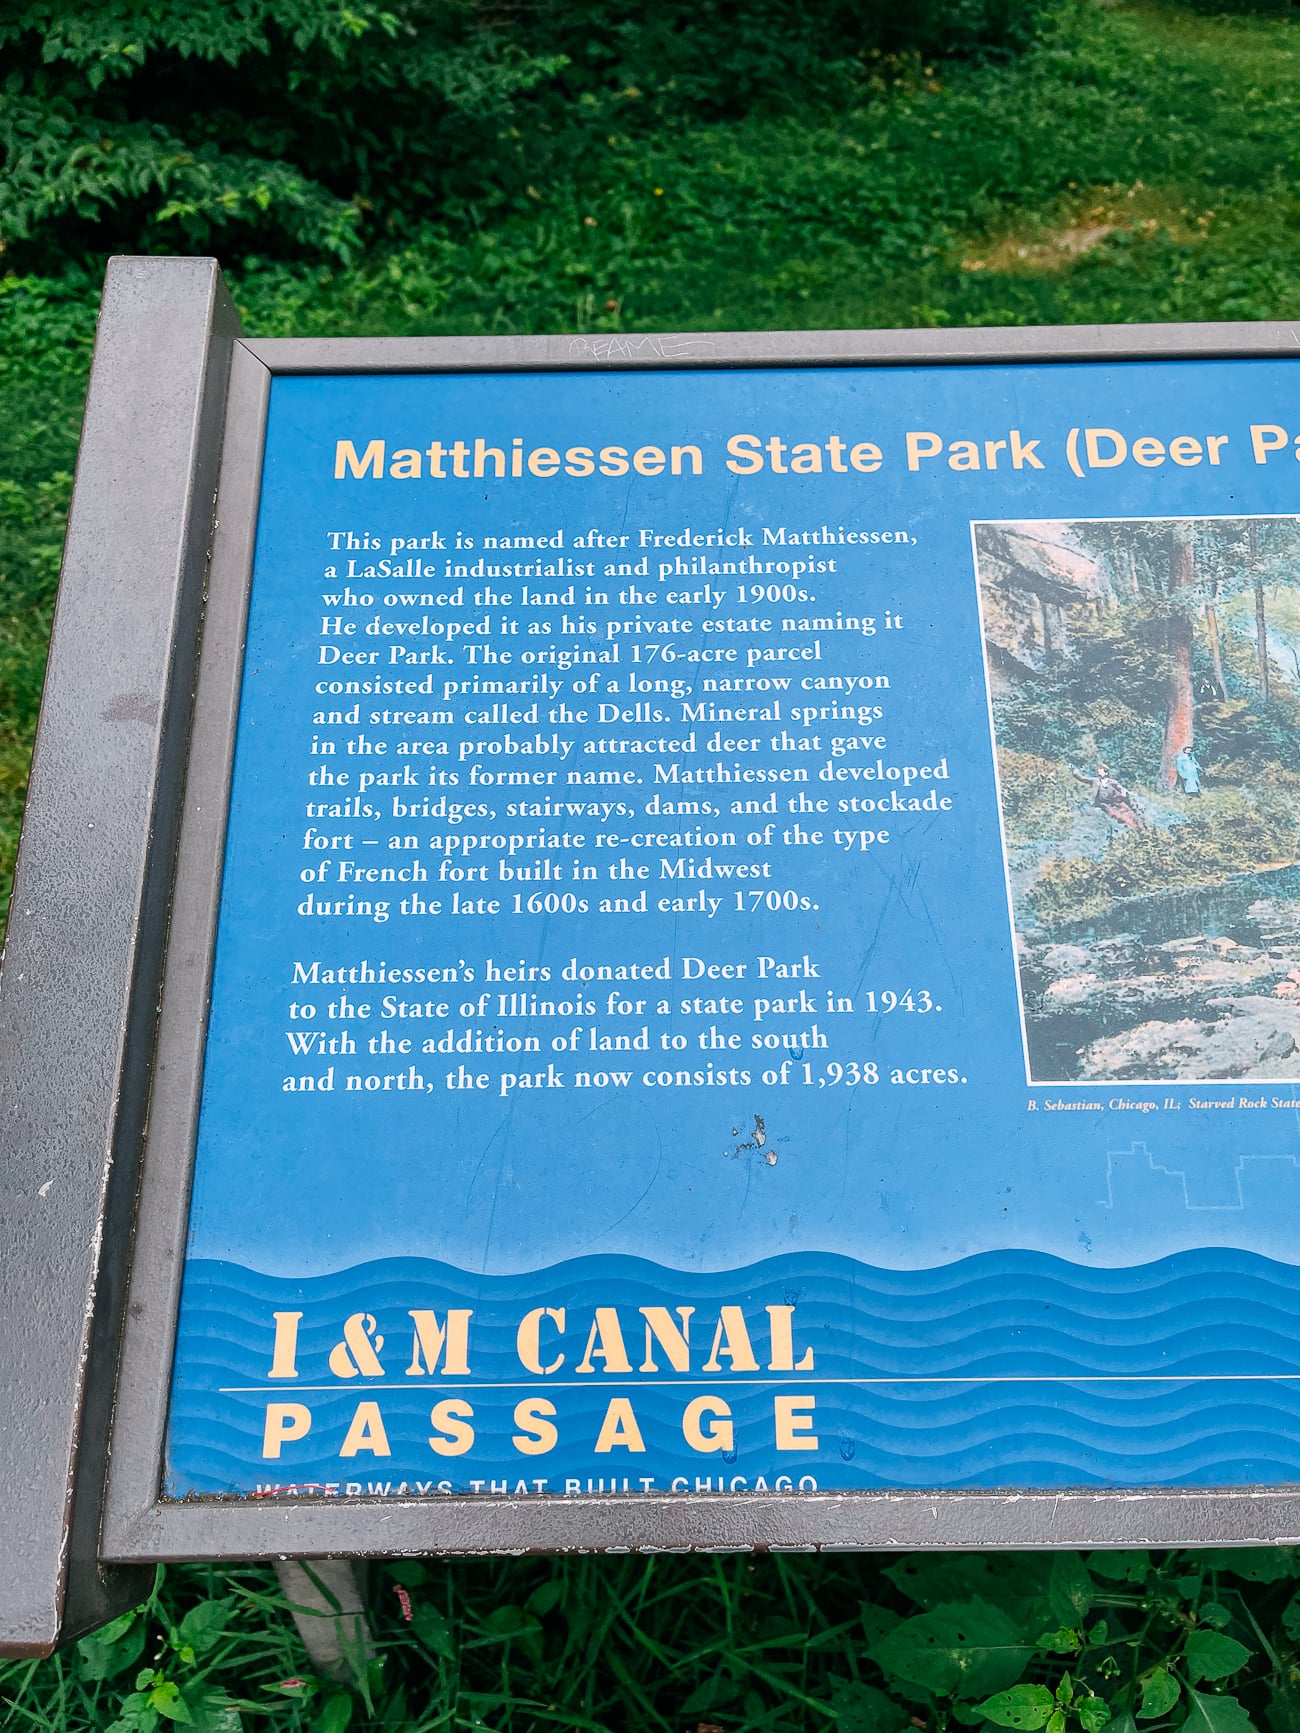 BEAME
Matthiessen State Park (Deer Pa
This park is named after Frederick Matthiessen,
a LaSalle industrialist and philanthropist
who owned the land in the early 1900s.
He developed it as his private estate naming it
Deer Park. The original 176-acre parcel
consisted primarily of a long, narrow canyon
and stream called the Dells. Mineral springs
in the area probably attracted deer that gave
the park its former name. Matthiessen developed
trails, bridges, stairways, dams, and the stockade
fort – an appropriate re-creation of the type
of French fort built in the Midwest
during the late 1600s and early 1700s.
Matthiessen's heirs donated Deer Park
to the State of Illinois for a state park in 1943.
With the addition of land to the south
and north, the park now consists of 1,938 acres.
B. Sebastian, Chicago, IL; Starved Rock State
I & M CANAL
PASSAGE
WATERWAYS THAT BUILT CHICAGO